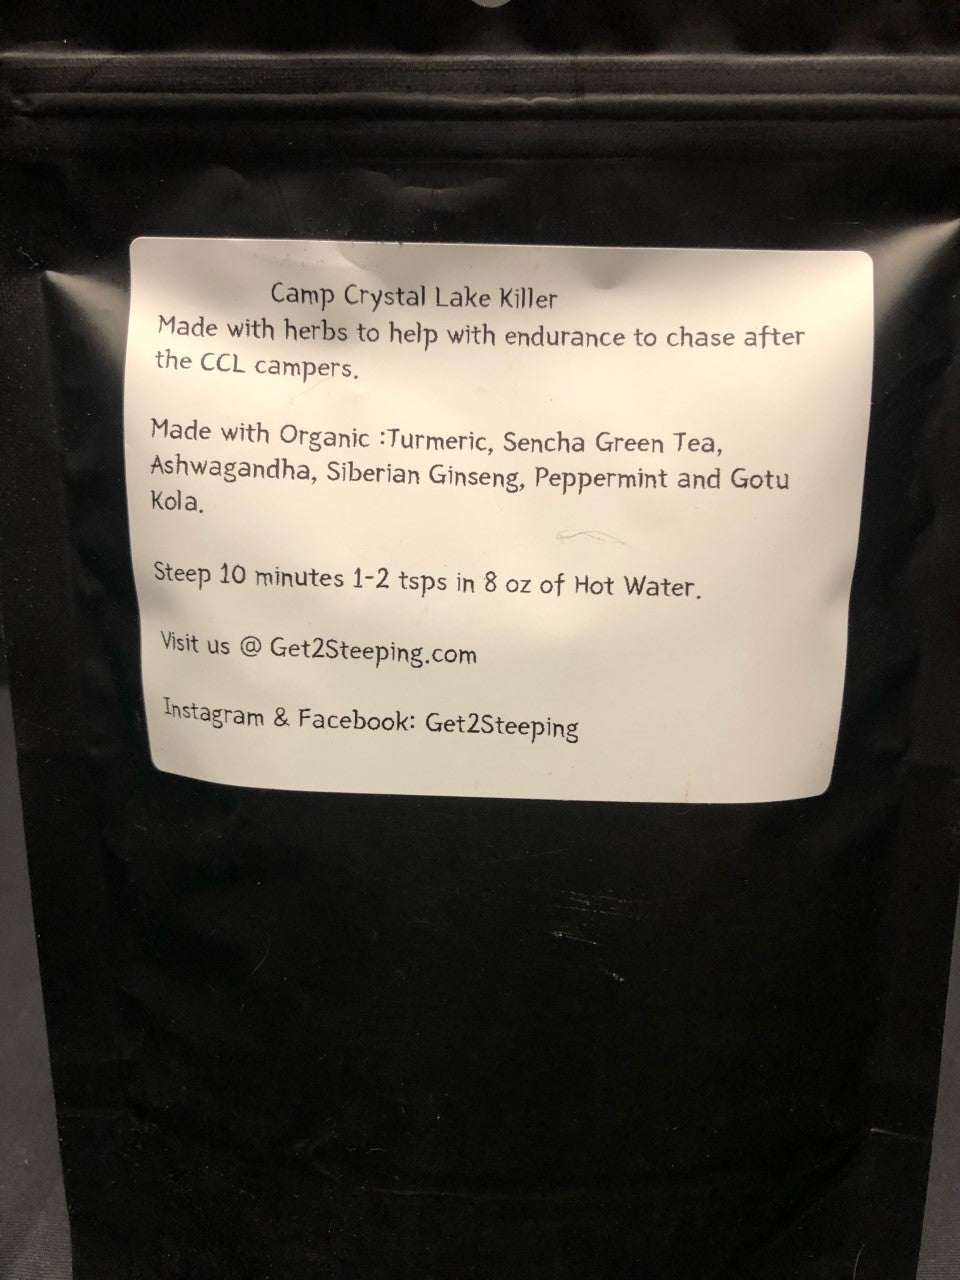 Camp Crystal Lake Killer
Made with herbs to help with endurance to chase after
the CCL campers.
Made with Organic :Turmeric, Sencha Green Tea,
Ashwagandha, Siberian Ginseng, Peppermint and Gotu
Kola.
Steep 10 minutes 1-2 tsps in 8 oz of Hot Water.
Visit us @ Get2Steeping.com
Instagram & Facebook: Get2Steeping